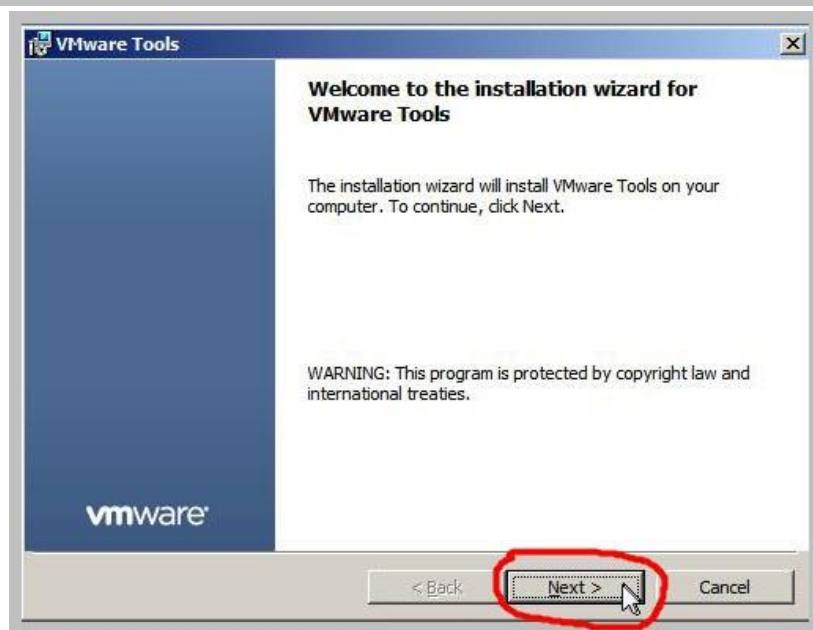 VMware Tools
Welcome to the installation wizard for
VMware Tools
The installation wizard will install VMware Tools on your
computer. To continue, click Next.
WARNING: This program is protected by copyright law and
international treaties.
vmware
< Back Next > Cancel